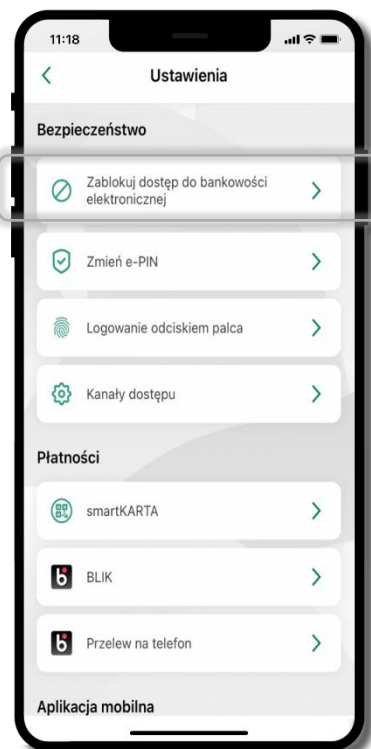 11:18
Ustawienia
Bezpieczeństwo
Zablokuj dostęp do bankowości
elektronicznej
Zmień e-PIN
Logowanie odciskiem palca
Kanały dostępu
Płatności
smartKARTA
BLIK
Przelew na telefon
Aplikacja mobilna